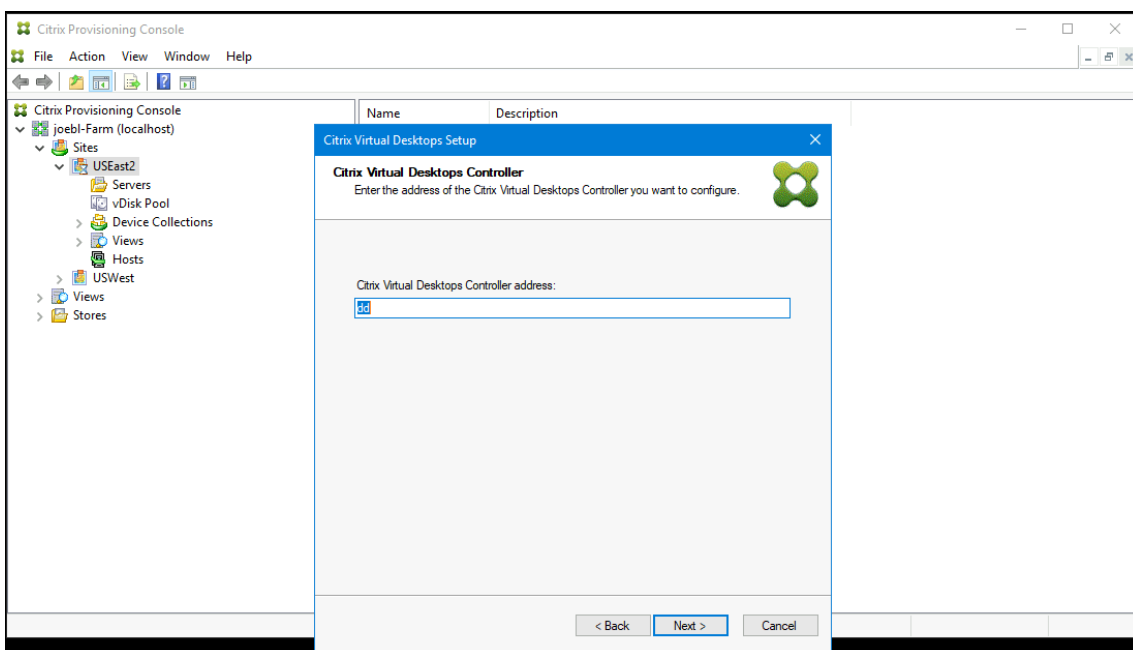 Citrix Provisioning Console
File Action View Window Help
Citrix Provisioning Console
joebl-Farm (localhost)
Sites
USEast2
Servers
vDisk Pool
Device Collections
Views
Hosts
USWest
Views
Stores
Name Description
Citrix Virtual Desktops Setup
Citrix Virtual Desktops Controller
Enter the address of the Citrix Virtual Desktops Controller you want to configure.
Citrix Virtual Desktops Controller address:
dd
< Back Next > Cancel